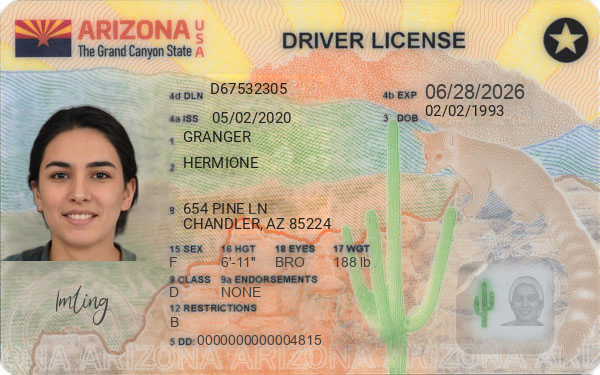 ARIZONA USA
The Grand Canyon State
DRIVER LICENSE
4d DLN D67532305
4b EXP 06/28/2026
4a ISS 05/02/2020
3 DOB 02/02/1993
1 GRANGER
2 HERMIONE
8 654 PINE LN
CHANDLER, AZ 85224
15 SEX 16 HGT 18 EYES 17 WGT
F 6'-11" BRO 188 lb
9 CLASS 9a ENDORSEMENTS
D NONE
12 RESTRICTIONS
B
5 DD: 0000000000004815
ARIZONA ARIZONA ARIZONA ARIZONA